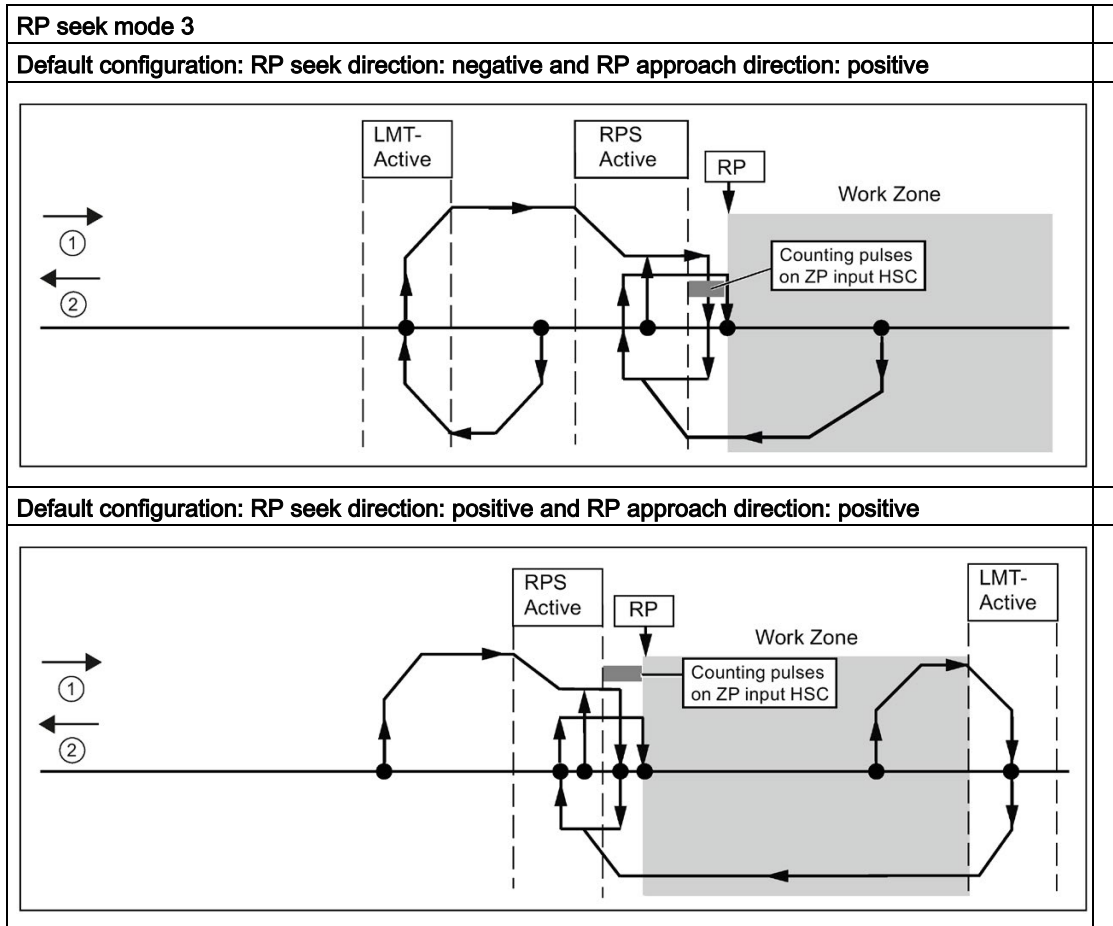 RP seek mode 3
Default configuration: RP seek direction: negative and RP approach direction: positive
LMT-
Active
RPS
Active
RP
Work Zone
①
Counting pulses
on ZP input HSC
②
Default configuration: RP seek direction: positive and RP approach direction: positive
RPS
Active
RP
LMT-
Active
Work Zone
①
Counting pulses
on ZP input HSC
②